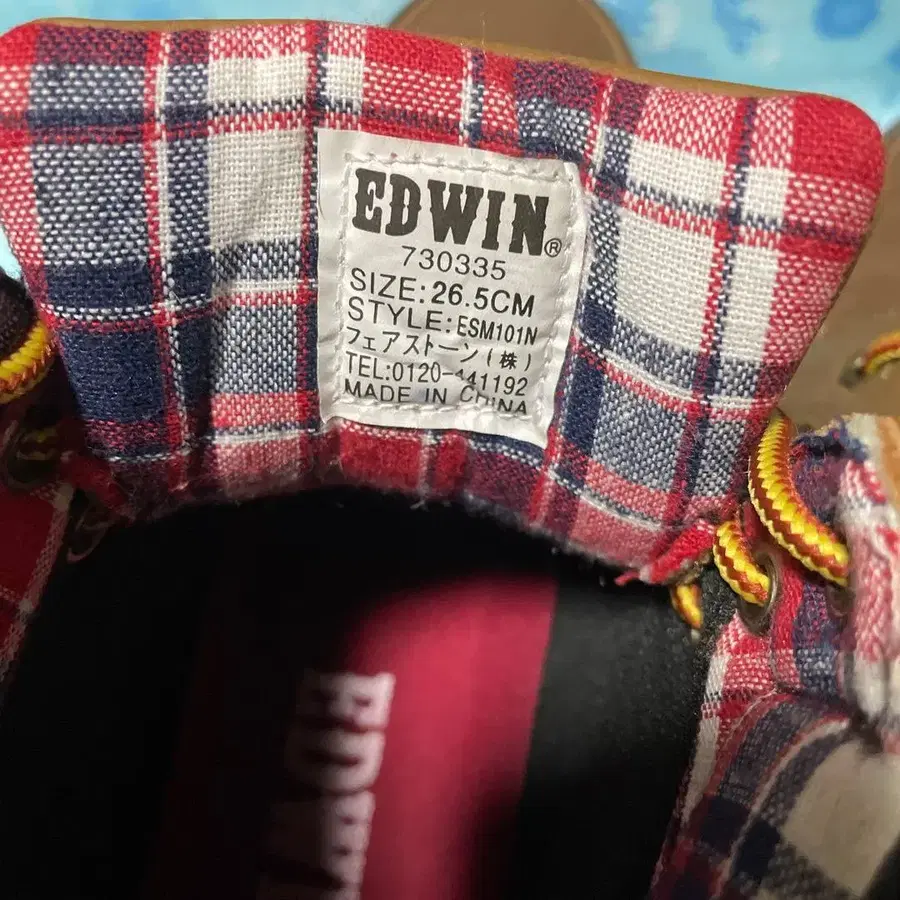 EDWIN®
730335
SIZE:26.5CM
STYLE:ESM101N
フェアストーン(株)
TEL:0120-441192
MADE IN CHINA